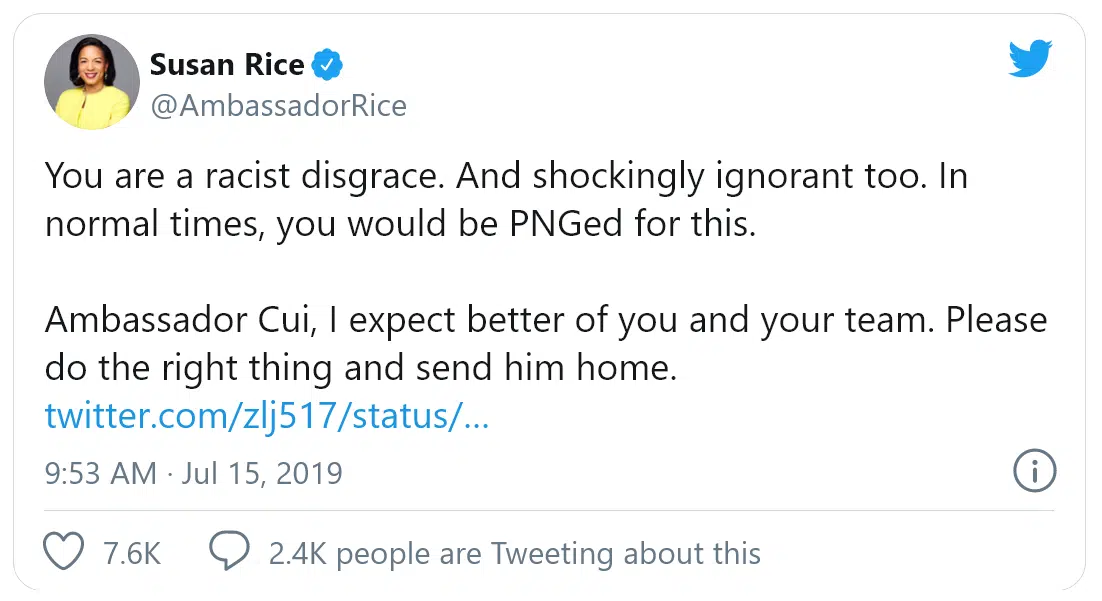 Susan Rice
@AmbassadorRice
You are a racist disgrace. And shockingly ignorant too. In
normal times, you would be PNGed for this.
Ambassador Cui, I expect better of you and your team. Please
do the right thing and send him home.
twitter.com/zlj517/status/...
9:53 AM · Jul 15, 2019
7.6K 2.4K people are Tweeting about this